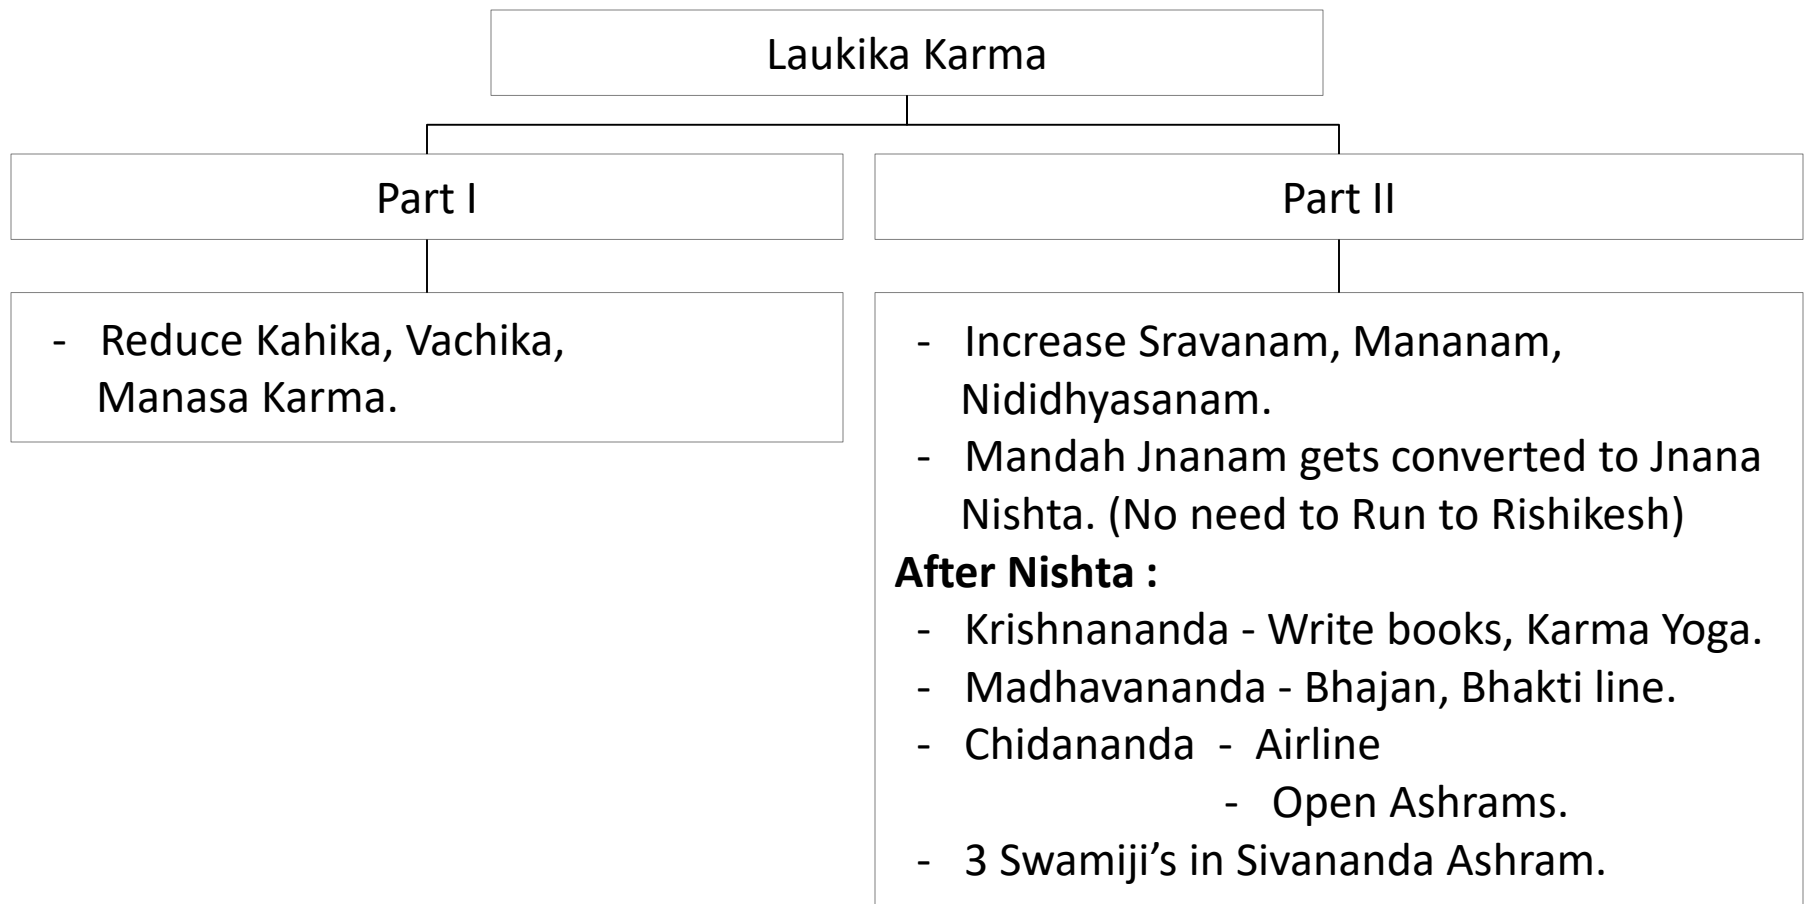 Laukika Karma
Part I
Part II
- Reduce Kahika, Vachika,
Manasa Karma.
- Increase Sravanam, Mananam,
Nididhyasanam.
- Mandah Jnanam gets converted to Jnana
Nishta. (No need to Run to Rishikesh)
After Nishta :
- Krishnananda - Write books, Karma Yoga.
- Madhavananda - Bhajan, Bhakti line.
- Chidananda - Airline
- Open Ashrams.
- 3 Swamiji’s in Sivananda Ashram.